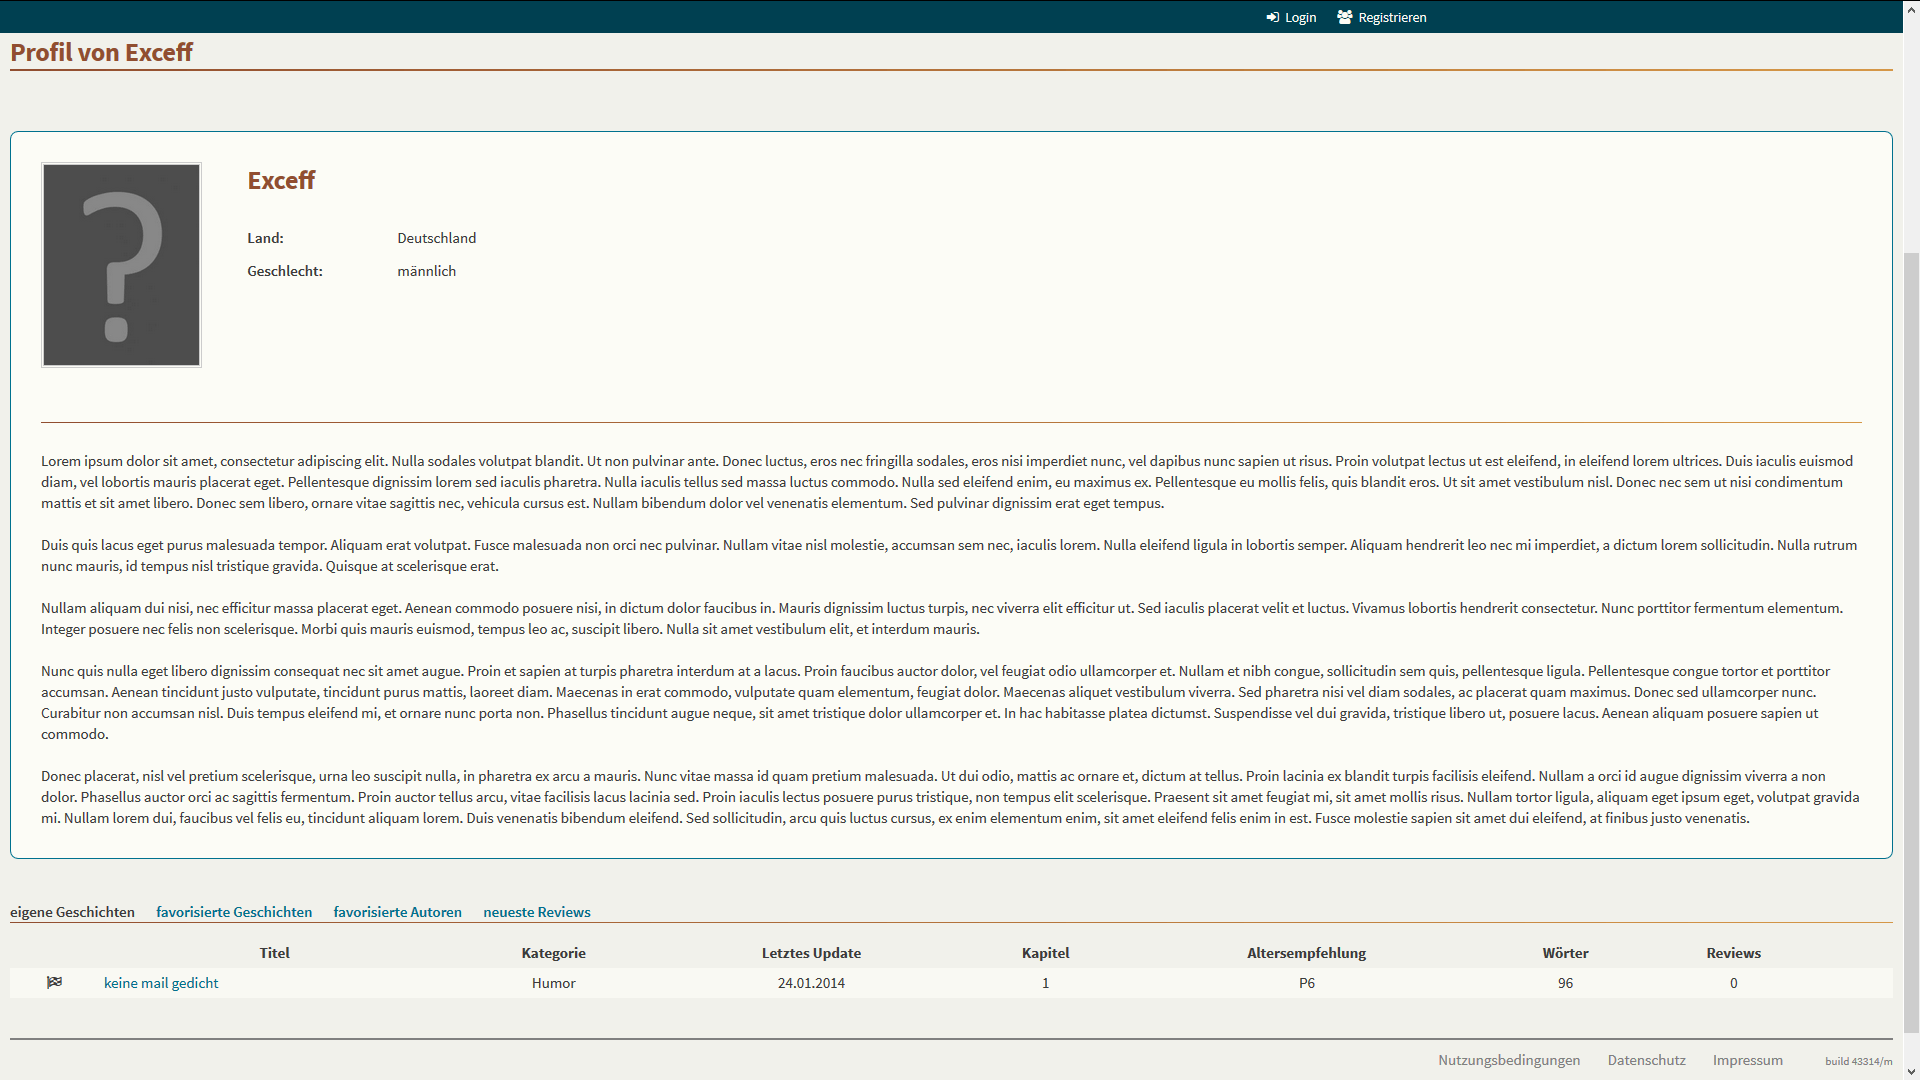 Login Registrieren
Profil von Exceff
?
Exceff
Land: Deutschland
Geschlecht: männlich
Lorem ipsum dolor sit amet, consectetur adipiscing elit. Nulla sodales volutpat blandit. Ut non pulvinar ante. Donec luctus, eros nec fringilla sodales, eros nisi imperdiet nunc, vel dapibus nunc sapien ut risus. Proin volutpat lectus ut est eleifend, in eleifend lorem ultrices. Duis iaculis euismod
diam, vel lobortis mauris placerat eget. Pellentesque dignissim lorem sed iaculis pharetra. Nulla iaculis tellus sed massa luctus commodo. Nulla sed eleifend enim, eu maximus ex. Pellentesque eu mollis felis, quis blandit eros. Ut sit amet vestibulum nisl. Donec nec sem ut nisi condimentum
mattis et sit amet libero. Donec sem libero, ornare vitae sagittis nec, vehicula cursus est. Nullam bibendum dolor vel venenatis elementum. Sed pulvinar dignissim erat eget tempus.
Duis quis lacus eget purus malesuada tempor. Aliquam erat volutpat. Fusce malesuada non orci nec pulvinar. Nullam vitae nisl molestie, accumsan sem nec, iaculis lorem. Nulla eleifend ligula in lobortis semper. Aliquam hendrerit leo nec mi imperdiet, a dictum lorem sollicitudin. Nulla rutrum
nunc mauris, id tempus nisl tristique gravida. Quisque at scelerisque erat.
Nullam aliquam dui nisi, nec efficitur massa placerat eget. Aenean commodo posuere nisi, in dictum dolor faucibus in. Mauris dignissim luctus turpis, nec viverra elit efficitur ut. Sed iaculis placerat velit et luctus. Vivamus lobortis hendrerit consectetur. Nunc porttitor fermentum elementum.
Integer posuere nec felis non scelerisque. Morbi quis mauris euismod, tempus leo ac, suscipit libero. Nulla sit amet vestibulum elit, et interdum mauris.
Nunc quis nulla eget libero dignissim consequat nec sit amet augue. Proin et sapien at turpis pharetra interdum at a lacus. Proin faucibus auctor dolor, vel feugiat odio ullamcorper et. Nullam et nibh congue, sollicitudin sem quis, pellentesque ligula. Pellentesque congue tortor et porttitor
accumsan. Aenean tincidunt justo vulputate, tincidunt purus mattis, laoreet diam. Maecenas in erat commodo, vulputate quam elementum, feugiat dolor. Maecenas aliquet vestibulum viverra. Sed pharetra nisi vel diam sodales, ac placerat quam maximus. Donec sed ullamcorper nunc.
Curabitur non accumsan nisl. Duis tempus eleifend mi, et ornare nunc porta non. Phasellus tincidunt augue neque, sit amet tristique dolor ullamcorper et. In hac habitasse platea dictumst. Suspendisse vel dui gravida, tristique libero ut, posuere lacus. Aenean aliquam posuere sapien ut
commodo.
Donec placerat, nisl vel pretium scelerisque, urna leo suscipit nulla, in pharetra ex arcu a mauris. Nunc vitae massa id quam pretium malesuada. Ut dui odio, mattis ac ornare et, dictum at tellus. Proin lacinia ex blandit turpis facilisis eleifend. Nullam a orci id augue dignissim viverra a non
dolor. Phasellus auctor orci ac sagittis fermentum. Proin auctor tellus arcu, vitae facilisis lacus lacinia sed. Proin iaculis lectus posuere purus tristique, non tempus elit scelerisque. Praesent sit amet feugiat mi, sit amet mollis risus. Nullam tortor ligula, aliquam eget ipsum eget, volutpat gravida
mi. Nullam lorem dui, faucibus vel felis eu, tincidunt aliquam lorem. Duis venenatis bibendum eleifend. Sed sollicitudin, arcu quis luctus cursus, ex enim elementum enim, sit amet eleifend felis enim in est. Fusce molestie sapien sit amet dui eleifend, at finibus justo venenatis.
eigene Geschichten favorisierte Geschichten favorisierte Autoren neueste Reviews
Titel Kategorie Letztes Update Kapitel Altersempfehlung Wörter Reviews
keine mail gedicht Humor 24.01.2014 1 P6 96 0
Nutzungsbedingungen Datenschutz Impressum build 43314/m